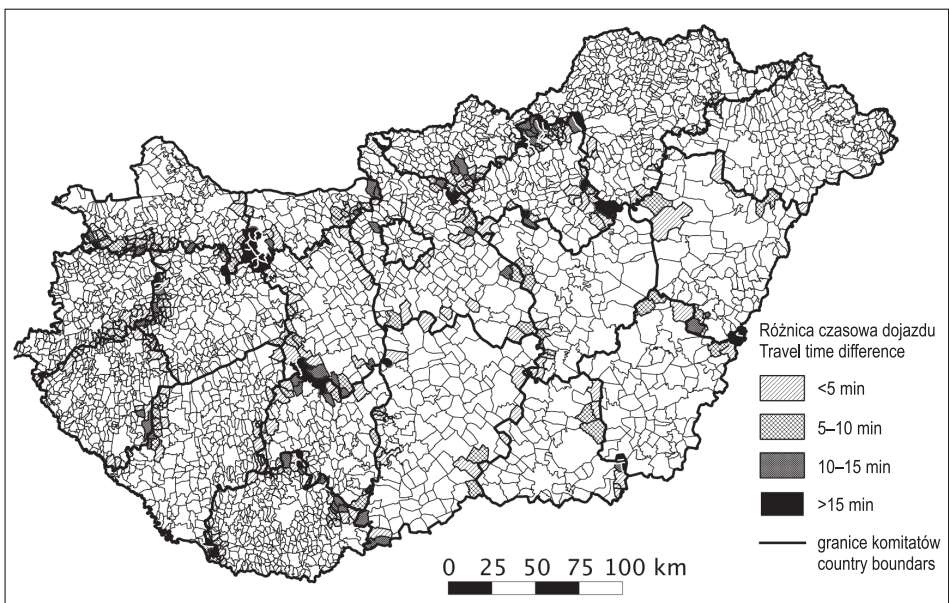 Różnica czasowa dojazdu
Travel time difference
<5 min
5–10 min
10–15 min
>15 min
granice komitatów
country boundars
0 25 50 75 100 km